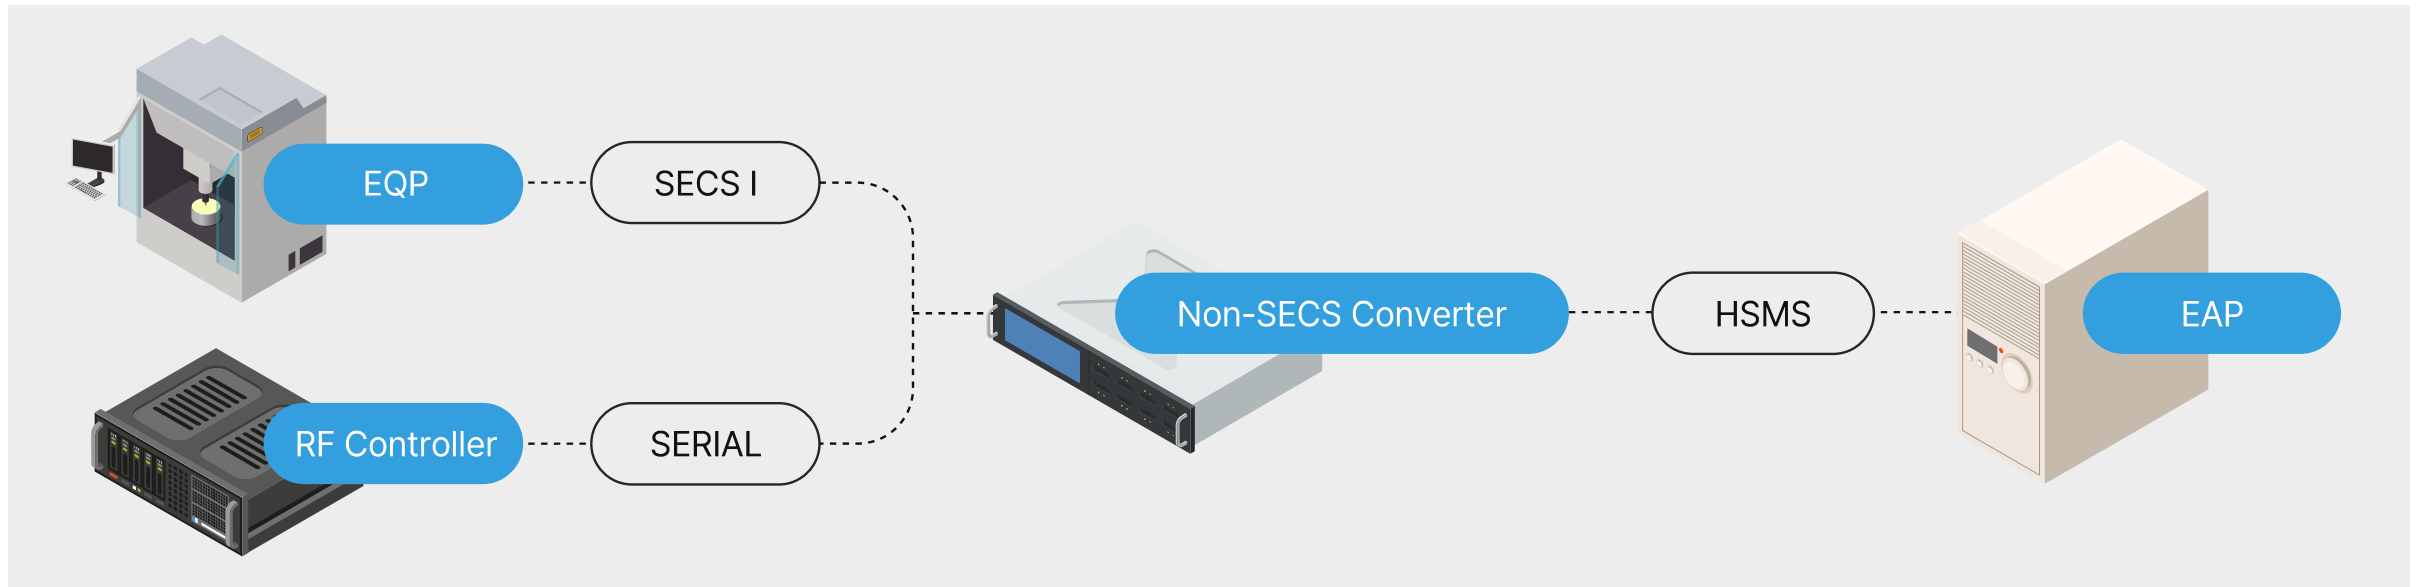 EQP
SECS I
Non-SECS Converter
HSMS
EAP
RF Controller
SERIAL